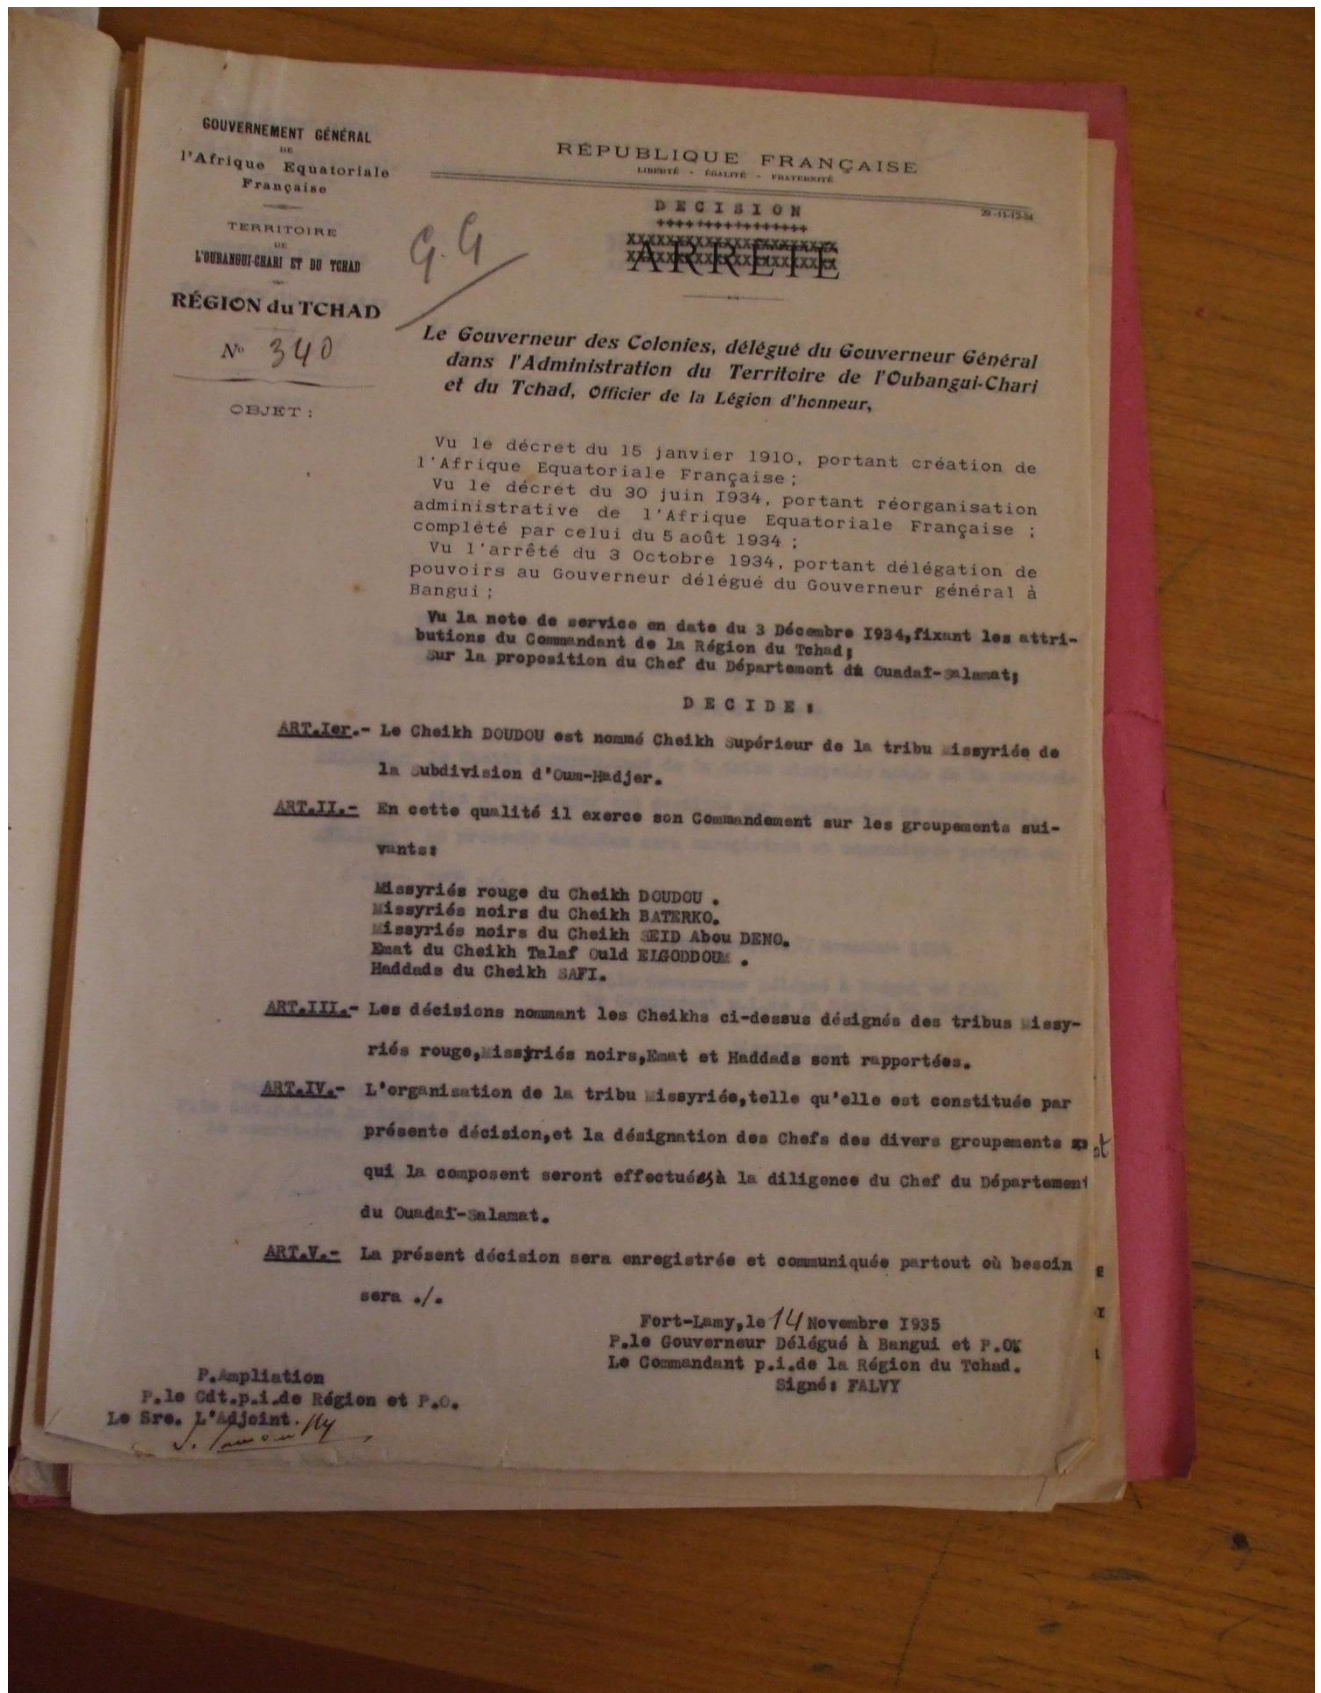 GOUVERNEMENT GÉNÉRAL
DE
l'Afrique Equatoriale
Française
TERRITOIRE
DE
L'OUBANGUI-CHARI ET DU TCHAD
RÉGION du TCHAD
N° 340
OBJET :
G.G
RÉPUBLIQUE FRANÇAISE
LIBERTÉ - ÉGALITÉ - FRATERNITÉ
DECISION
++++++++++++++++++
ARRÊTÉ
Le Gouverneur des Colonies, délégué du Gouverneur Général
dans l'Administration du Territoire de l'Oubangui-Chari
et du Tchad, Officier de la Légion d'honneur,
Vu le décret du 15 janvier 1910, portant création de
l'Afrique Equatoriale Française ;
Vu le décret du 30 juin 1934, portant réorganisation
administrative de l'Afrique Equatoriale Française ;
complété par celui du 5 août 1934 ;
Vu l'arrêté du 3 Octobre 1934, portant délégation de
pouvoirs au Gouverneur délégué du Gouverneur général à
Bangui ;
Vu la note de service en date du 3 Décembre I934,fixant les attri-
butions du Commandant de la Région du Tchad;
Sur la proposition du Chef du Département du Ouadaï-Salamat;
D E C I D E :
ART.Ier.- Le Cheikh DOUDOU est nommé Cheikh Supérieur de la tribu Missyriée de
la Subdivision d'Oum-Hadjer.
ART.II.- En cette qualité il exerce son Commandement sur les groupements sui-
vants:
Missyriés rouge du Cheikh DOUDOU .
Missyriés noirs du Cheikh BATERKO.
Missyriés noirs du Cheikh SEID Abou DENO.
Emat du Cheikh Talaf Ould ELGODDOUM .
Haddads du Cheikh SAFI.
ART.III.- Les décisions nommant les Cheikhs ci-dessus désignés des tribus Missy-
riés rouge,Missyriés noirs,Emat et Haddads sont rapportées.
ART.IV.- L'organisation de la tribu Missyriée,telle qu'elle est constituée par
présente décision,et la désignation des Chefs des divers groupements
qui la composent seront effectués à la diligence du Chef du Département
du Ouadaï-Salamat.
ART.V.- La présent décision sera enregistrée et communiquée partout où besoin
sera ./.
Fort-Lamy,le 14 Novembre I935
P.le Gouverneur Délégué à Bangui et P.O
Le Commandant p.i.de la Région du Tchad.
Signé: FALVY
P.Ampliation
P.le Cdt.p.i.de Région et P.O.
Le Sre. L'Adjoint.